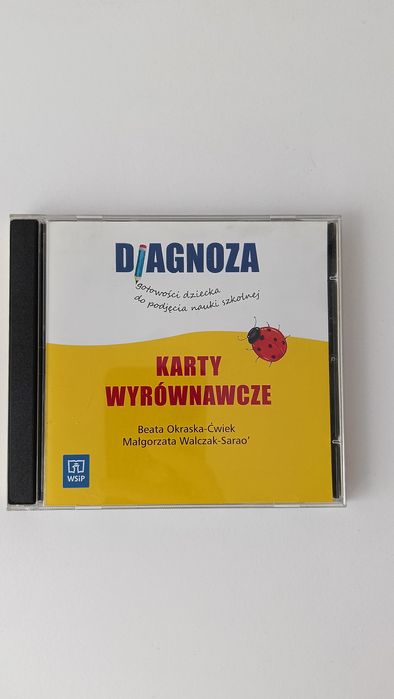 DIAGNOZA
gotowości dziecka
do podjęcia nauki szkolnej
KARTY
WYRÓWNAWCZE
Beata Okraska-Ćwiek
Małgorzata Walczak-Sarao'
WSiP